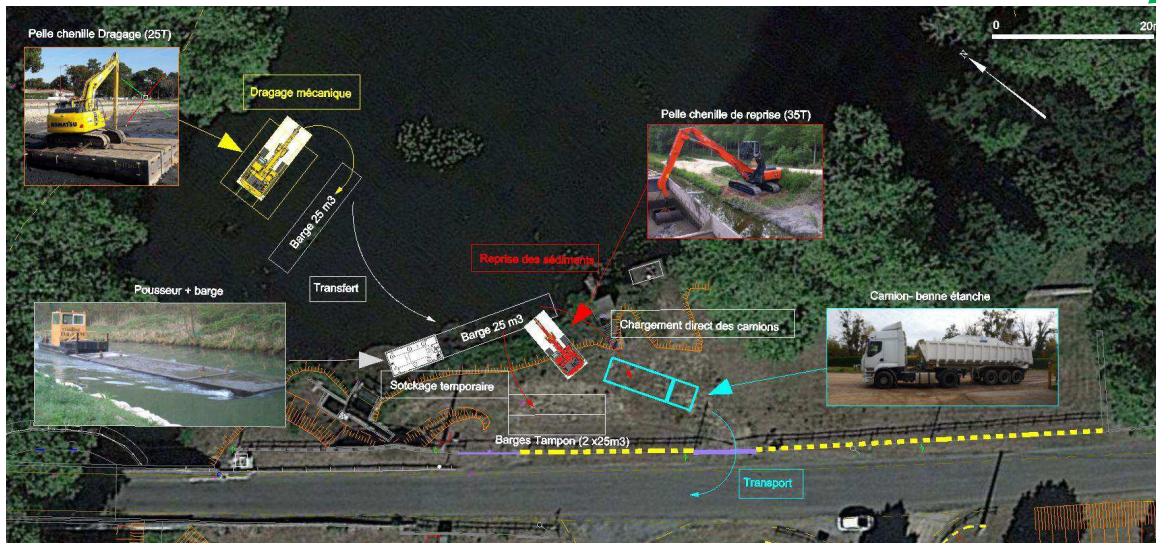 Pelle chenille Dragage (25T)
KOMATSU
Dragage mécanique
0 20m
N
Pelle chenille de reprise (35T)
Barge 25 m3
Reprise des sédiments
Transfert
Pousseur + barge
Barge 25 m3
Chargement direct des camions
Camion- benne étanche
Sotckage temporaire
Barges Tampon (2 x25m3)
Transport